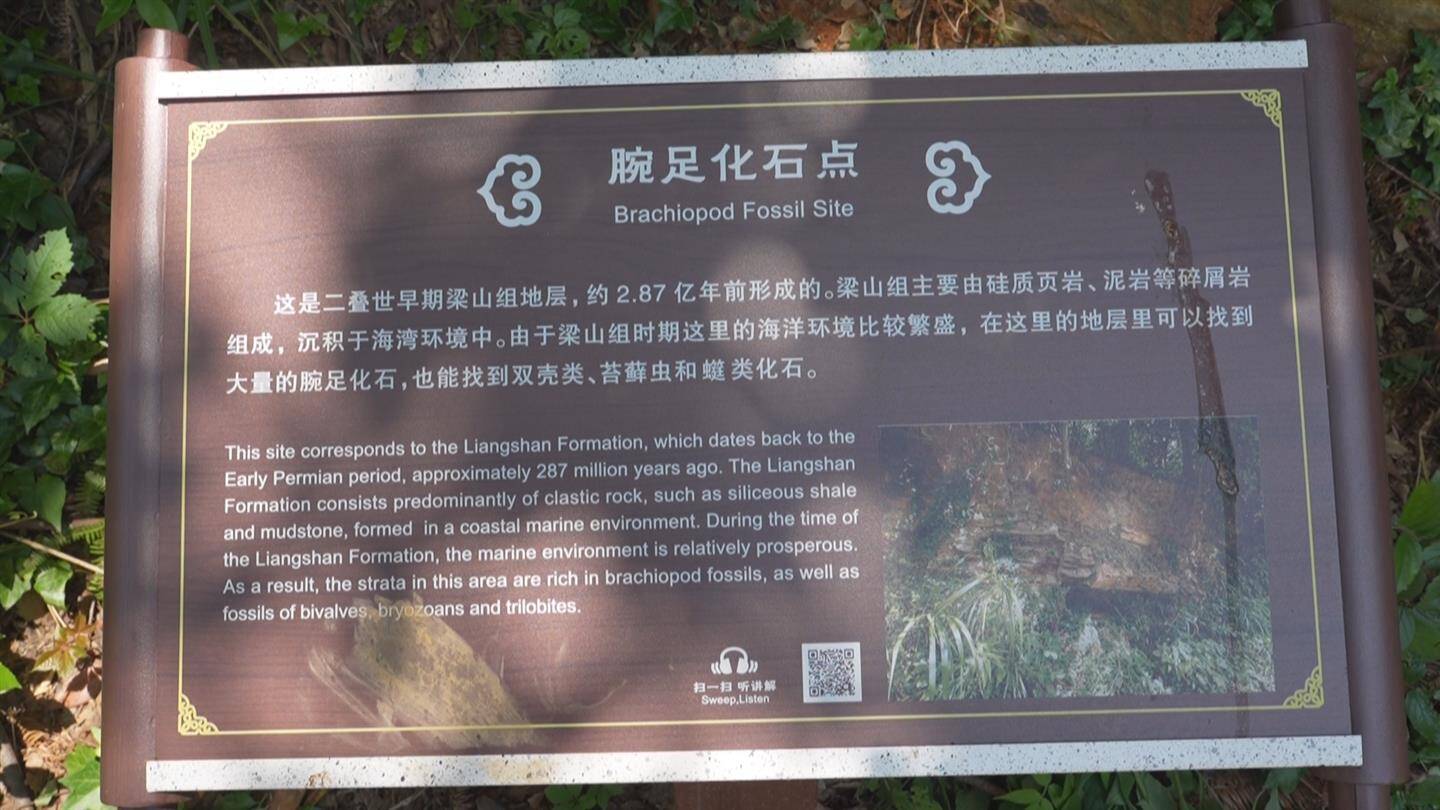 腕足化石点
Brachiopod Fossil Site
这是二叠世早期梁山组地层，约 2.87 亿年前形成的。梁山组主要由硅质页岩、泥岩等碎屑岩
组成，沉积于海湾环境中。由于梁山组时期这里的海洋环境比较繁盛，在这里的地层里可以找到
大量的腕足化石，也能找到双壳类、苔藓虫和䗴类化石。
This site corresponds to the Liangshan Formation, which dates back to the
Early Permian period, approximately 287 million years ago. The Liangshan
Formation consists predominantly of clastic rock, such as siliceous shale
and mudstone, formed in a coastal marine environment. During the time of
the Liangshan Formation, the marine environment is relatively prosperous.
As a result, the strata in this area are rich in brachiopod fossils, as well as
fossils of bivalves, bryozoans and trilobites.
扫一扫 听讲解
Sweep,Listen